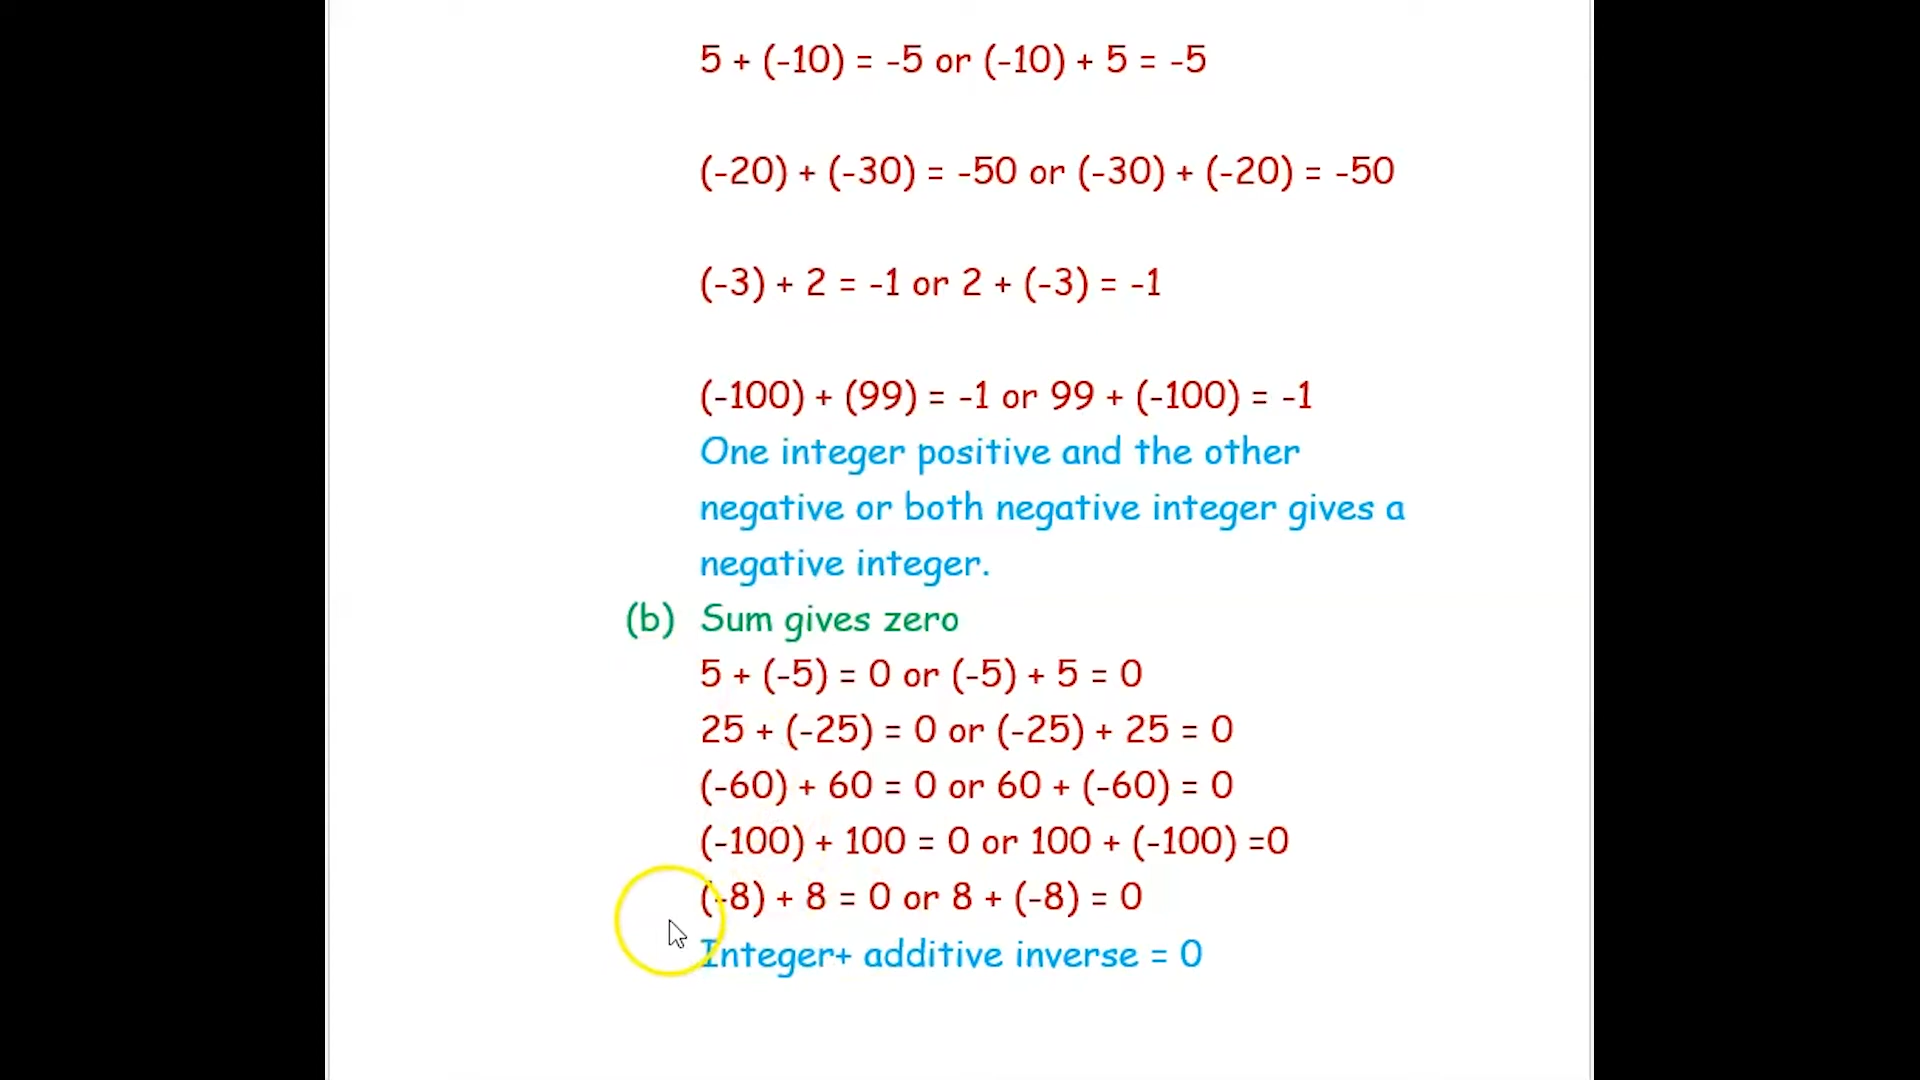 5 + (-10) = -5 or (-10) + 5 = -5
(-20) + (-30) = -50 or (-30) + (-20) = -50
(-3) + 2 = -1 or 2 + (-3) = -1
(-100) + (99) = -1 or 99 + (-100) = -1
One integer positive and the other
negative or both negative integer gives a
negative integer.
(b) Sum gives zero
5 + (-5) = 0 or (-5) + 5 = 0
25 + (-25) = 0 or (-25) + 25 = 0
(-60) + 60 = 0 or 60 + (-60) = 0
(-100) + 100 = 0 or 100 + (-100) =0
(-8) + 8 = 0 or 8 + (-8) = 0
Integer+ additive inverse = 0